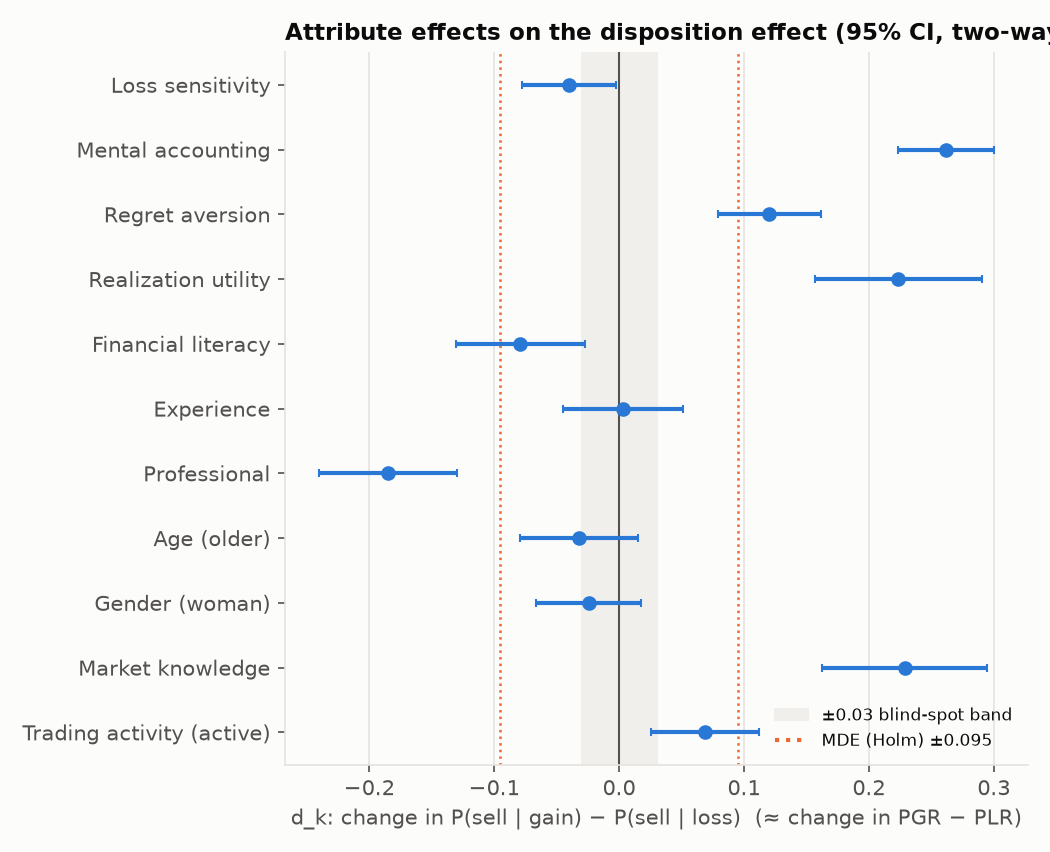 Attribute effects on the disposition effect (95% CI, two-way
Loss sensitivity
Mental accounting
Regret aversion
Realization utility
Financial literacy
Experience
Professional
Age (older)
Gender (woman)
Market knowledge
Trading activity (active)
±0.03 blind-spot band
MDE (Holm) ±0.095
−0.2 −0.1 0.0 0.1 0.2 0.3
d_k: change in P(sell | gain) − P(sell | loss) (≈ change in PGR − PLR)